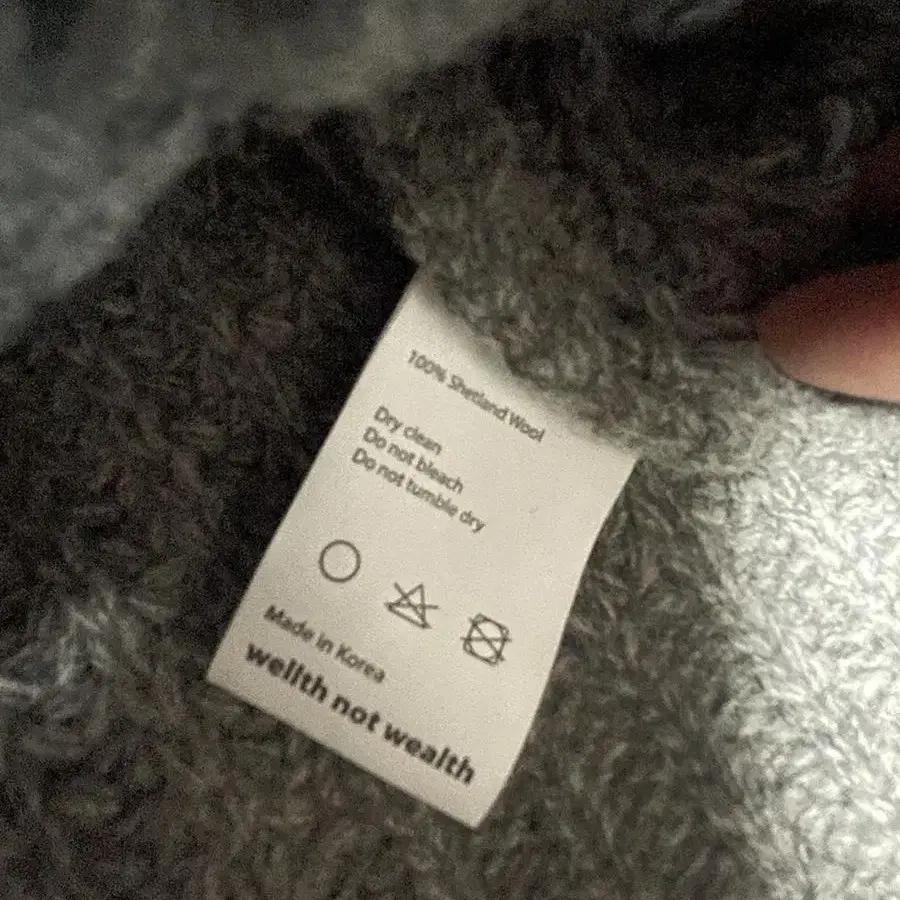 100% Shetland Wool
Dry clean
Do not bleach
Do not tumble dry
Made in Korea
wellth not wealth